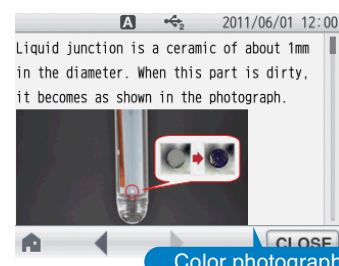 A 2 2011/06/01 12:00
Liquid junction is a ceramic of about 1mm
in the diameter. When this part is dirty,
it becomes as shown in the photograph.
CLOSE
Color photograph